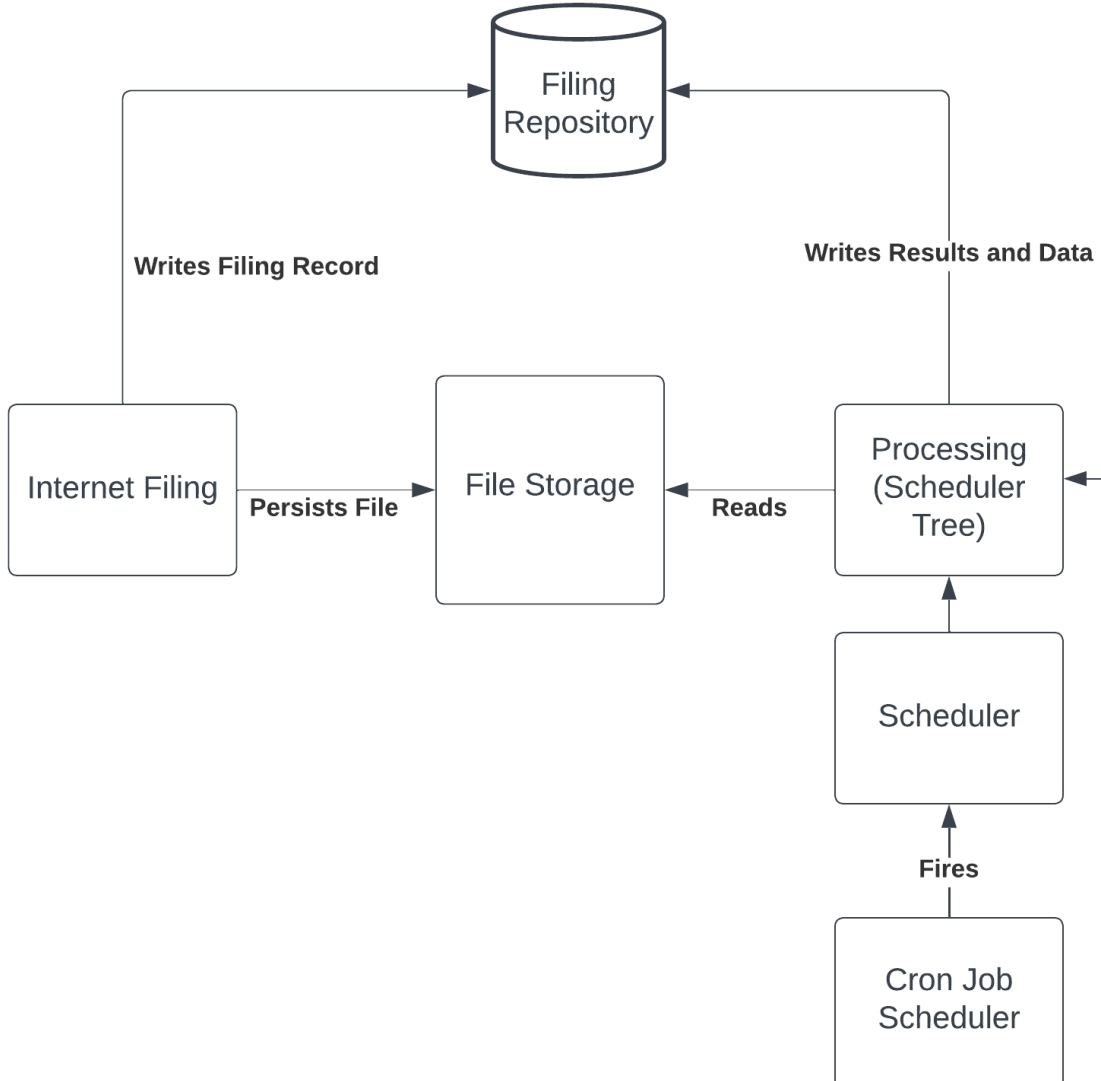 Filing
Repository
Writes Filing Record
Writes Results and Data
Internet Filing
Persists File
File Storage
Reads
Processing
(Scheduler
Tree)
Scheduler
Fires
Cron Job
Scheduler